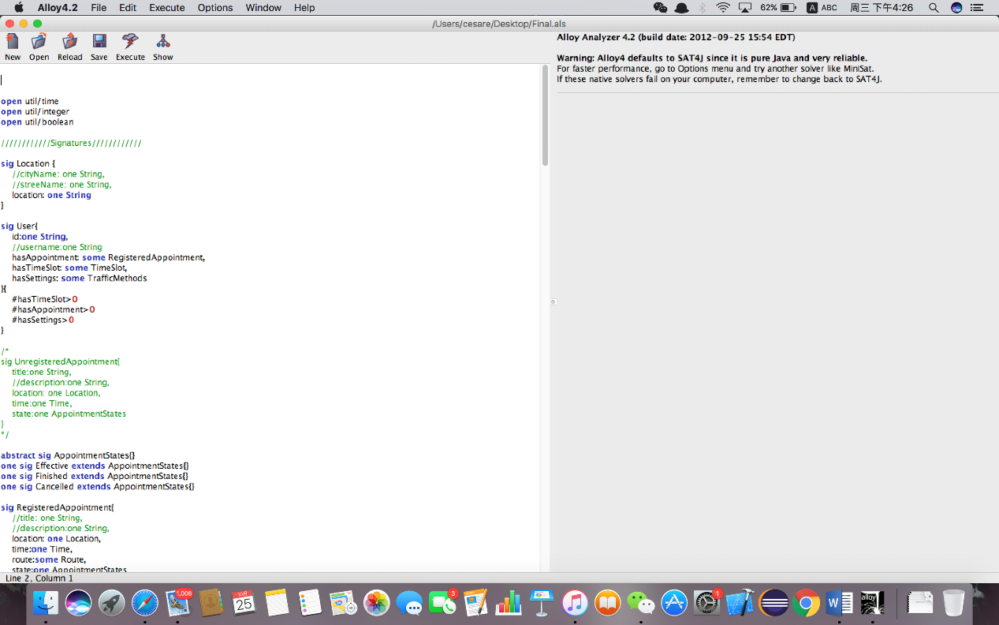 Alloy4.2 File Edit Execute Options Window Help 62% A ABC 周三 下午4:26
/Users/cesare/Desktop/Final.als
New Open Reload Save Execute Show
open util/time
open util/integer
open util/boolean
////////////Signatures////////////
sig Location {
//cityName: one String,
//streeName: one String,
location: one String
}
sig User{
id:one String,
//username:one String
hasAppointment: some RegisteredAppointment,
hasTimeSlot: some TimeSlot,
hasSettings: some TrafficMethods
}{
#hasTimeSlot>0
#hasAppointment>0
#hasSettings>0
}
/*
sig UnregisteredAppointment{
title:one String,
//description:one String,
location: one Location,
time:one Time,
state:one AppointmentStates
}
*/
abstract sig AppointmentStates{}
one sig Effective extends AppointmentStates{}
one sig Finished extends AppointmentStates{}
one sig Cancelled extends AppointmentStates{}
sig RegisteredAppointment{
//title: one String,
//description:one String,
location: one Location,
time:one Time,
route:some Route,
state:one AppointmentStates
Line 2, Column 1
Alloy Analyzer 4.2 (build date: 2012-09-25 15:54 EDT)
Warning: Alloy4 defaults to SAT4J since it is pure Java and very reliable.
For faster performance, go to Options menu and try another solver like MiniSat.
If these native solvers fail on your computer, remember to change back to SAT4J.
1,006
10月
25
3
1
W
alloy